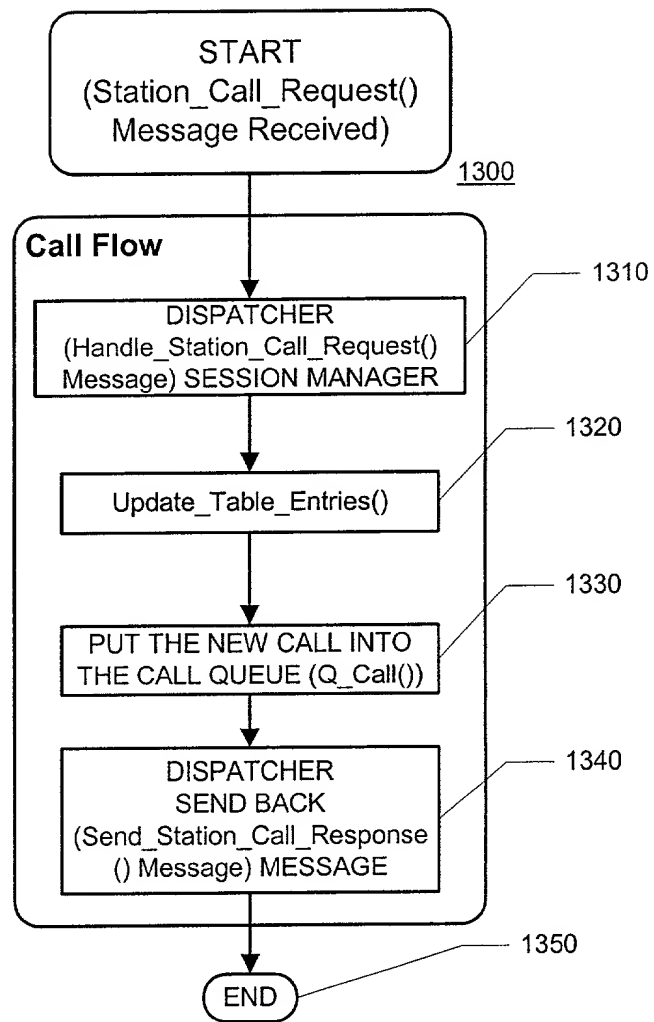 START
(Station_Call_Request()
Message Received)
1300
Call Flow
1310
DISPATCHER
(Handle_Station_Call_Request()
Message) SESSION MANAGER
1320
Update_Table_Entries()
1330
PUT THE NEW CALL INTO
THE CALL QUEUE (Q_Call())
1340
DISPATCHER
SEND BACK
(Send_Station_Call_Response
() Message) MESSAGE
1350
END